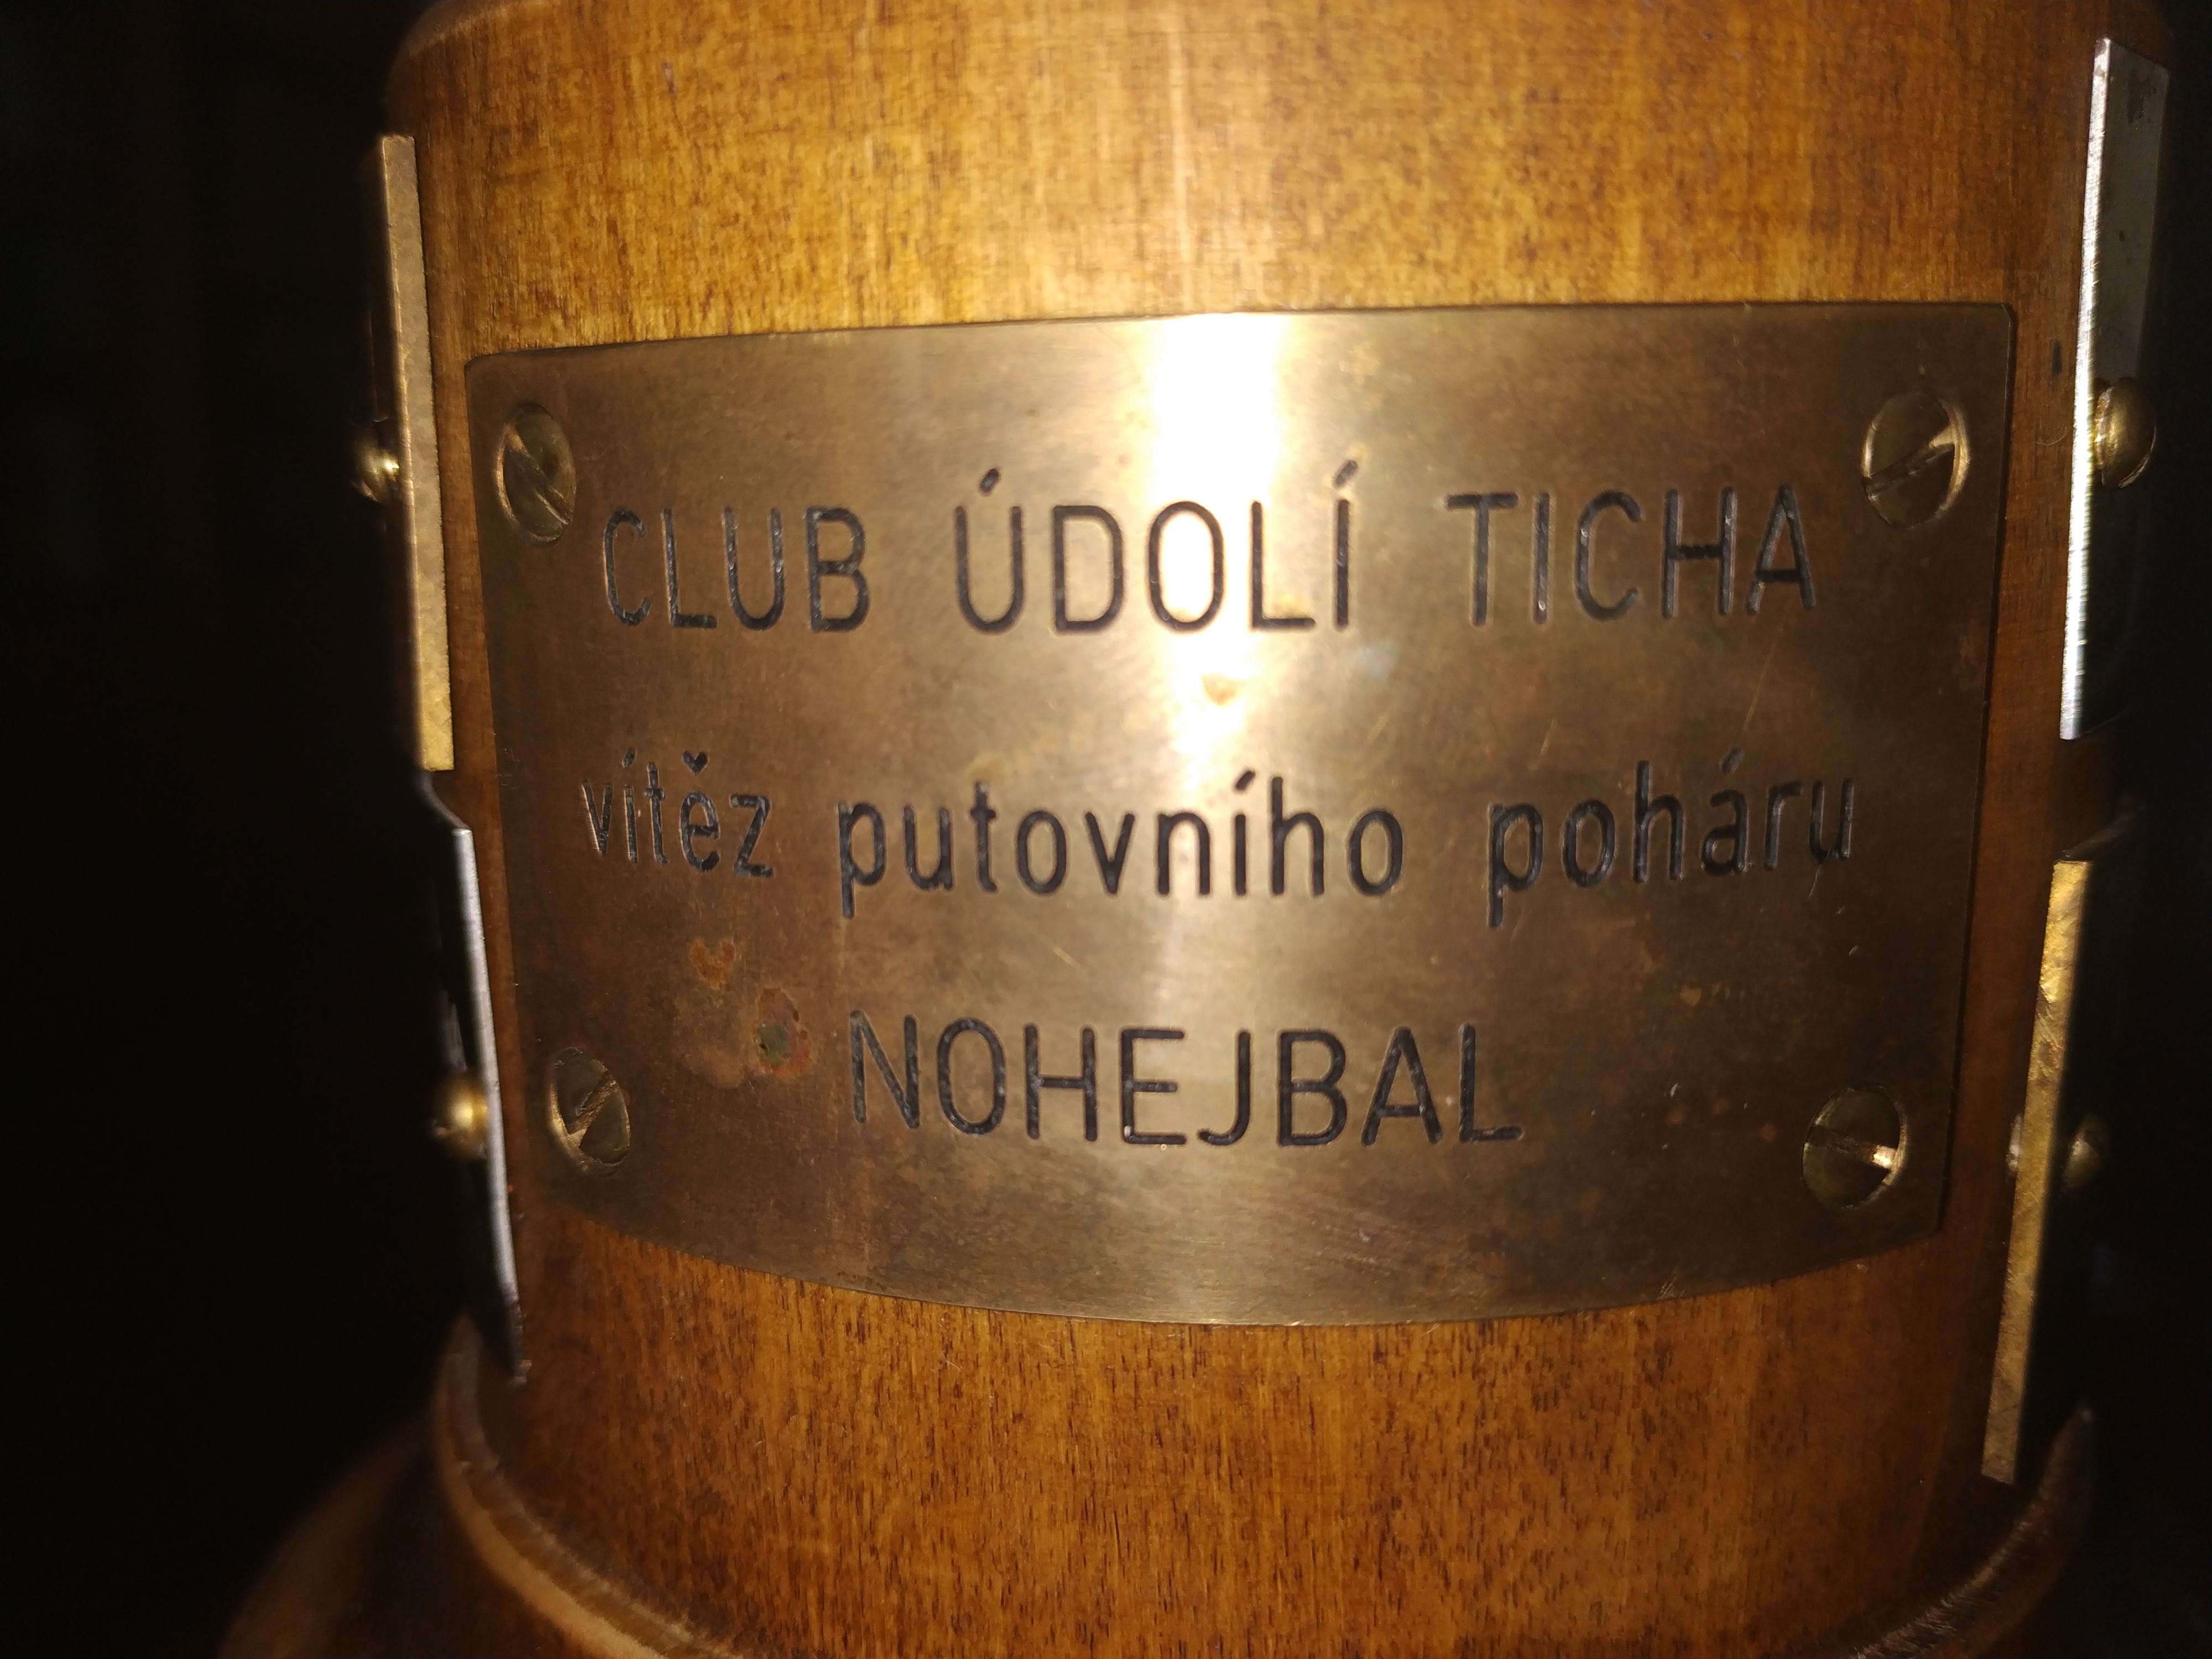 CLUB ÚDOLÍ TICHA
vítěz putovního poháru
NOHEJBAL